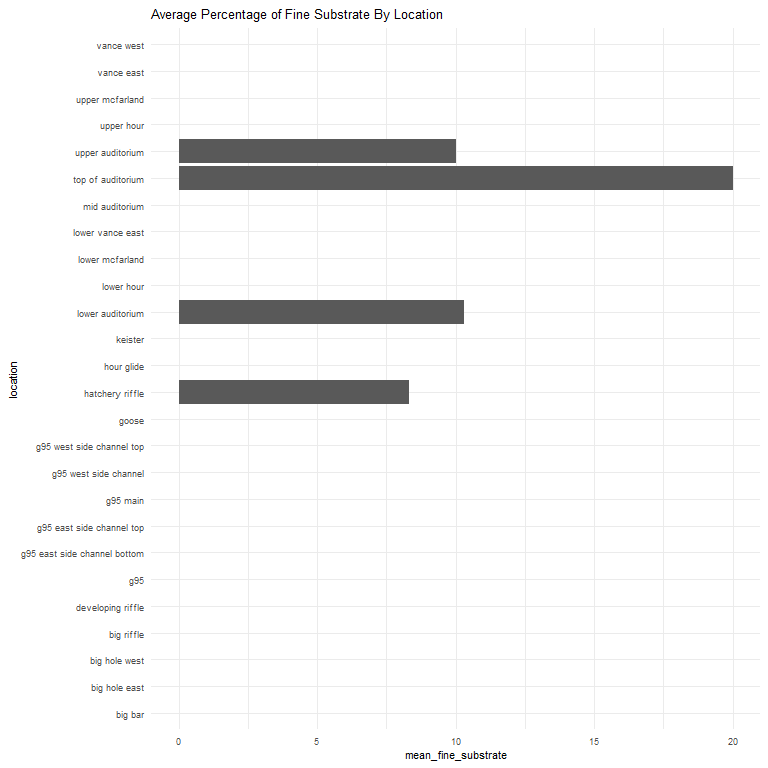 Average Percentage of Fine Substrate By Location
vance west
vance east
upper mcfarland
upper hour
upper auditorium
top of auditorium
mid auditorium
lower vance east
lower mcfarland
lower hour
lower auditorium
keister
hour glide
hatchery riffle
goose
g95 west side channel top
g95 west side channel
g95 main
g95 east side channel top
g95 east side channel bottom
g95
developing riffle
big riffle
big hole west
big hole east
big bar
location
0 5 10 15 20
mean_fine_substrate